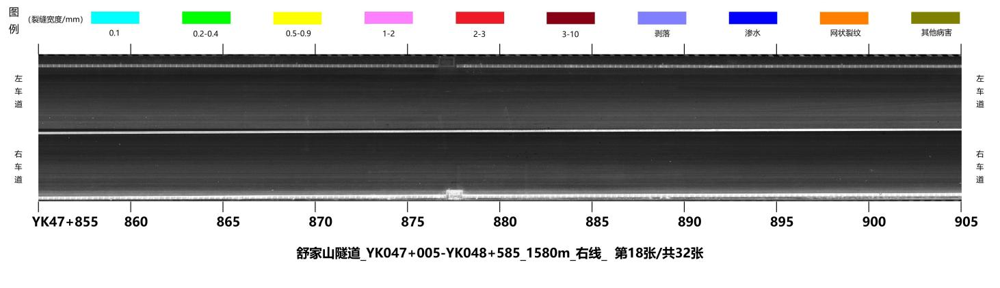 图例
(裂缝宽度/mm)
0.1
0.2-0.4
0.5-0.9
1-2
2-3
3-10
剥落
渗水
网状裂纹
其他病害
左车道
左车道
右车道
右车道
YK47+855 860 865 870 875 880 885 890 895 900 905
舒家山隧道_YK047+005-YK048+585_1580m_右线_ 第18张/共32张